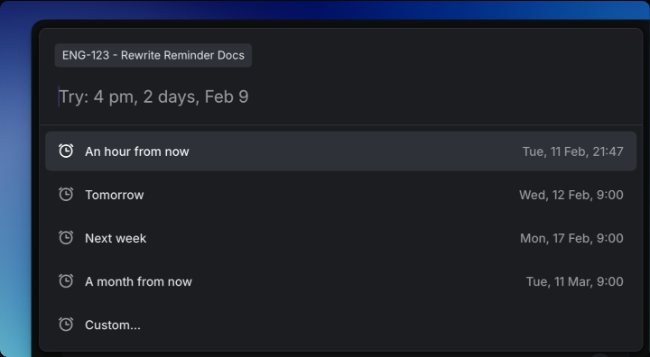 ENG-123 - Rewrite Reminder Docs
Try: 4 pm, 2 days, Feb 9
An hour from now Tue, 11 Feb, 21:47
Tomorrow Wed, 12 Feb, 9:00
Next week Mon, 17 Feb, 9:00
A month from now Tue, 11 Mar, 9:00
Custom...